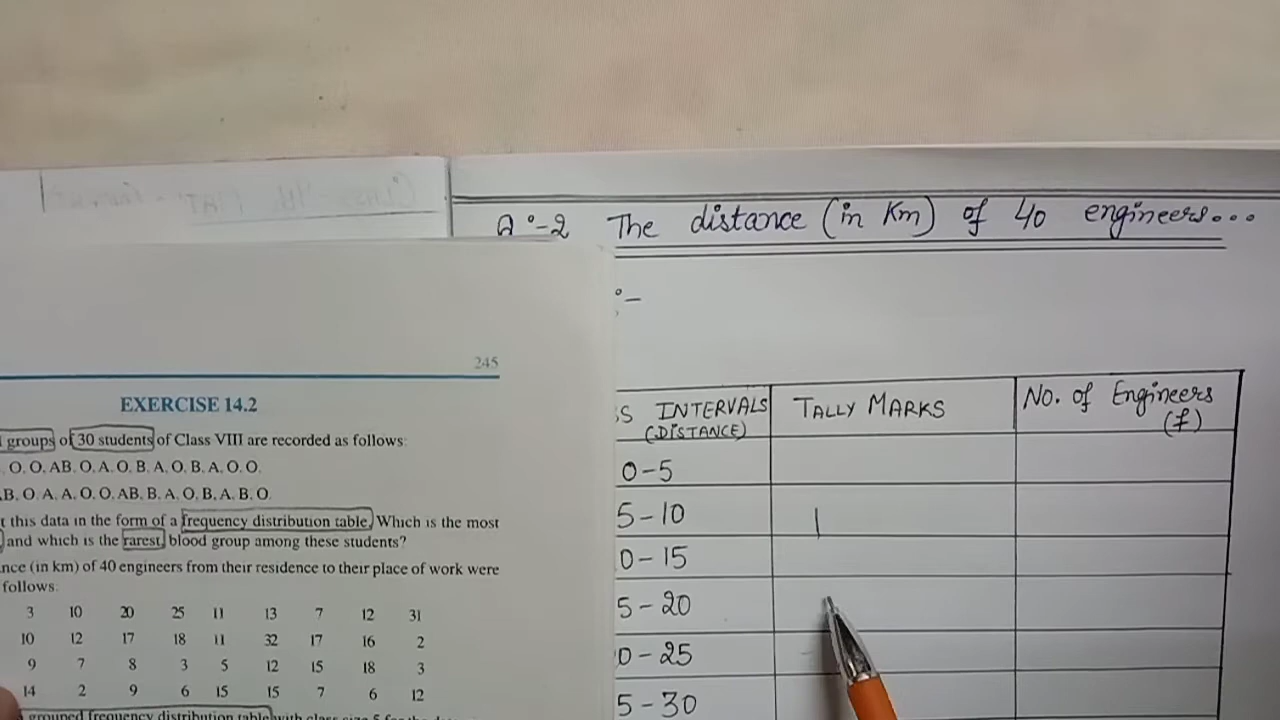 Q:-2 The distance (in Km) of 40 engineers...
:-
245
EXERCISE 14.2
groups of 30 students of Class VIII are recorded as follows:
O, O, AB, O, A, O, B, A, O, B, A, O, O,
B, O, A, A, O, O, AB, B, A, O, B, A, B, O.
this data in the form of a frequency distribution table. Which is the most
and which is the rarest, blood group among these students?
(in km) of 40 engineers from their residence to their place of work were
follows:
3 10 20 25 11 13 7 12 31
10 12 17 18 11 32 17 16 2
9 7 8 3 5 12 15 18 3
14 2 9 6 15 15 7 6 12
grouped frequency distribution table with class size 5 for the
INTERVALS TALLY MARKS No. of Engineers
(DISTANCE) (f)
0-5
5-10 |
0-15
5-20
0-25
5-30